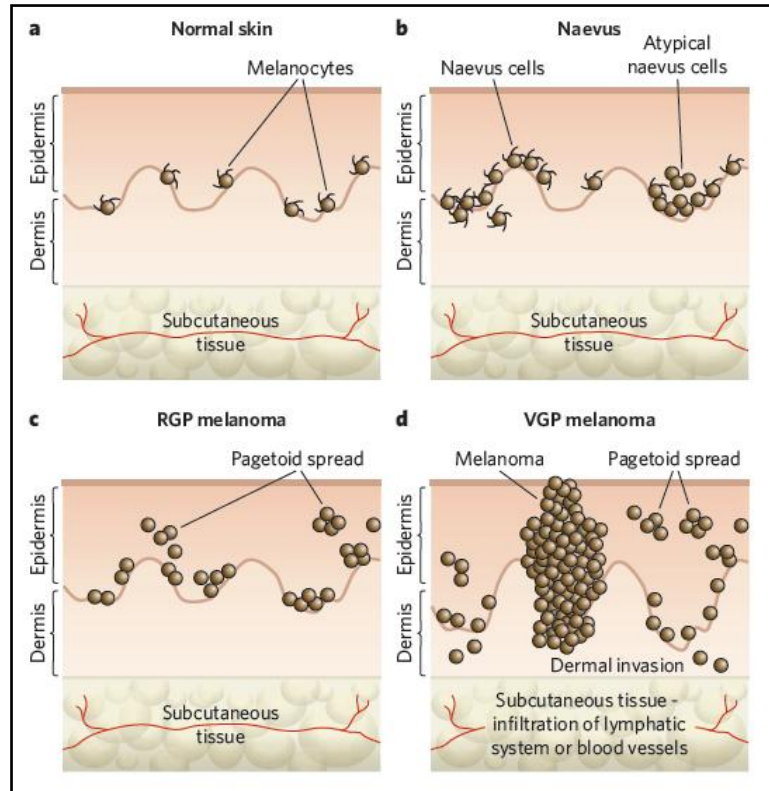 a Normal skin
Melanocytes
Epidermis
Dermis
Subcutaneous
tissue
b Naevus
Naevus cells
Atypical
naevus cells
Epidermis
Dermis
Subcutaneous
tissue
c RGP melanoma
Pagetoid spread
Epidermis
Dermis
Subcutaneous
tissue
d VGP melanoma
Melanoma
Pagetoid spread
Epidermis
Dermis
Dermal invasion
Subcutaneous tissue -
infiltration of lymphatic
system or blood vessels